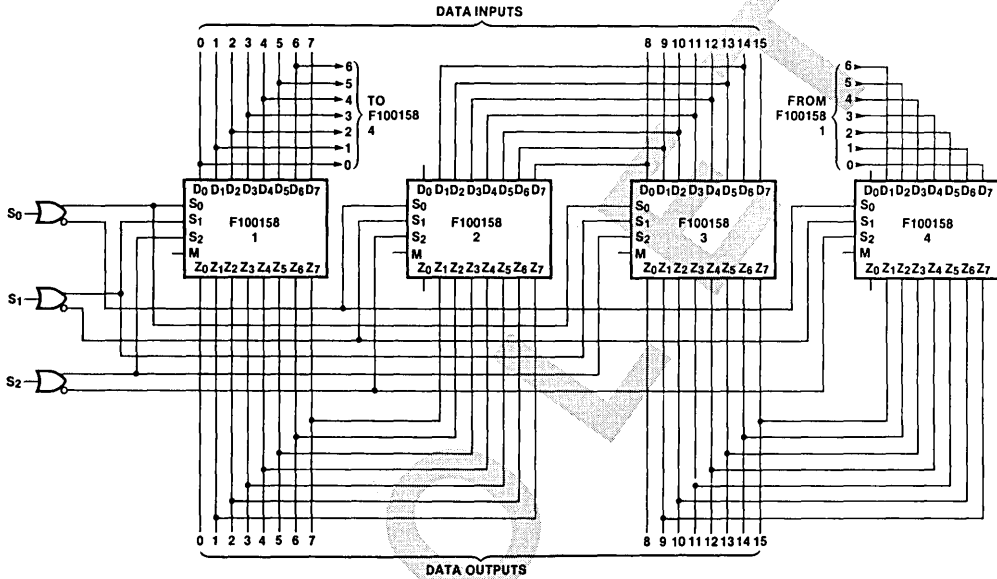 DATA INPUTS
0 1 2 3 4 5 6 7
8 9 10 11 12 13 14 15
6
5
4
3
2
1
0
TO
F100158
4
FROM
F100158
1
6
5
4
3
2
1
0
D0 D1 D2 D3 D4 D5 D6 D7
S0
S1
S2
M
F100158
1
Z0 Z1 Z2 Z3 Z4 Z5 Z6 Z7
D0 D1 D2 D3 D4 D5 D6 D7
S0
S1
S2
M
F100158
2
Z0 Z1 Z2 Z3 Z4 Z5 Z6 Z7
D0 D1 D2 D3 D4 D5 D6 D7
S0
S1
S2
M
F100158
3
Z0 Z1 Z2 Z3 Z4 Z5 Z6 Z7
D0 D1 D2 D3 D4 D5 D6 D7
S0
S1
S2
M
F100158
4
Z0 Z1 Z2 Z3 Z4 Z5 Z6 Z7
S0
S1
S2
0 1 2 3 4 5 6 7
8 9 10 11 12 13 14 15
DATA OUTPUTS